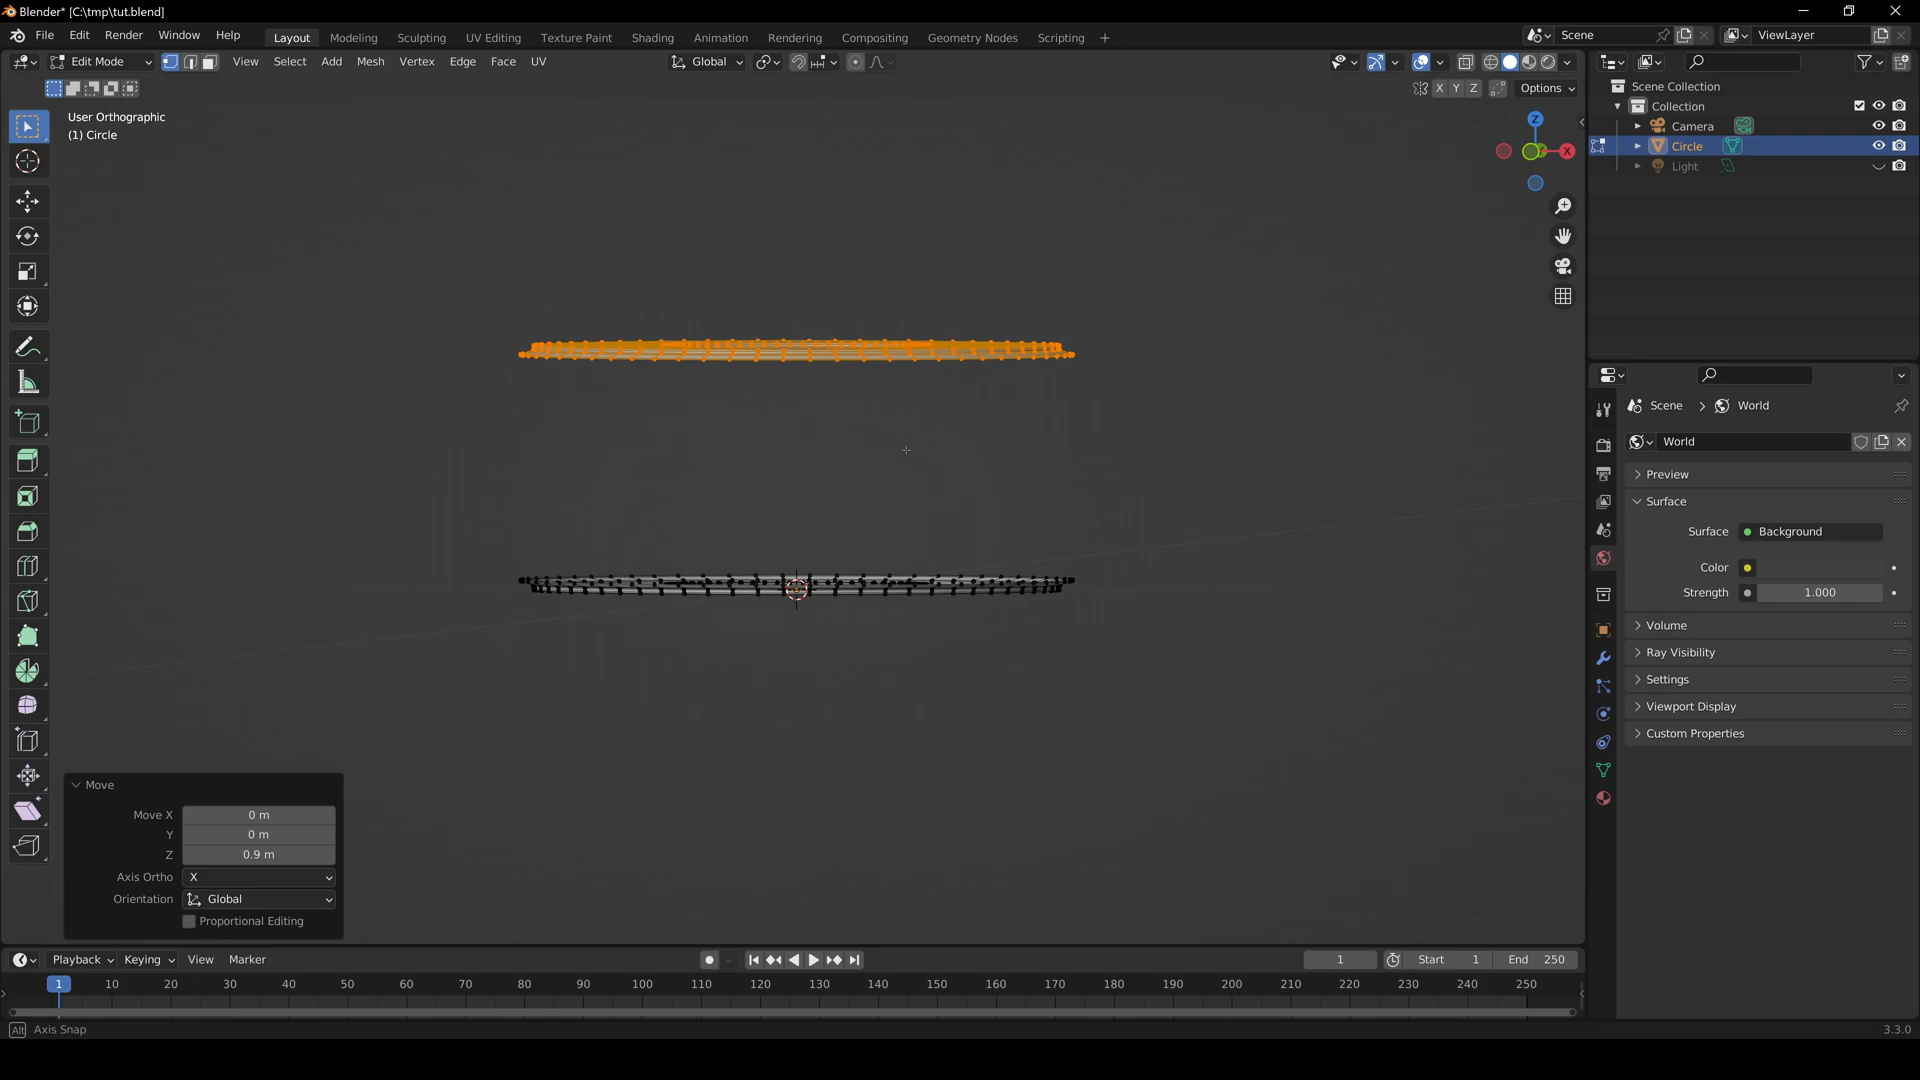 Blender* [C:\tmp\tut.blend]
File Edit Render Window Help Layout Modeling Sculpting UV Editing Texture Paint Shading Animation Rendering Compositing Geometry Nodes Scripting + Scene ViewLayer
Edit Mode View Select Add Mesh Vertex Edge Face UV Global
X Y Z Options
User Orthographic
(1) Circle
Z
X
Scene Collection
Collection
Camera
Circle
Light
Scene > World
World
Preview
Surface
Surface Background
Color
Strength 1.000
Volume
Ray Visibility
Settings
Viewport Display
Custom Properties
Move
Move X 0 m
Y 0 m
Z 0.9 m
Axis Ortho X
Orientation Global
Proportional Editing
Playback Keying View Marker 1 Start 1 End 250
1 10 20 30 40 50 60 70 80 90 100 110 120 130 140 150 160 170 180 190 200 210 220 230 240 250
Alt Axis Snap 3.3.0